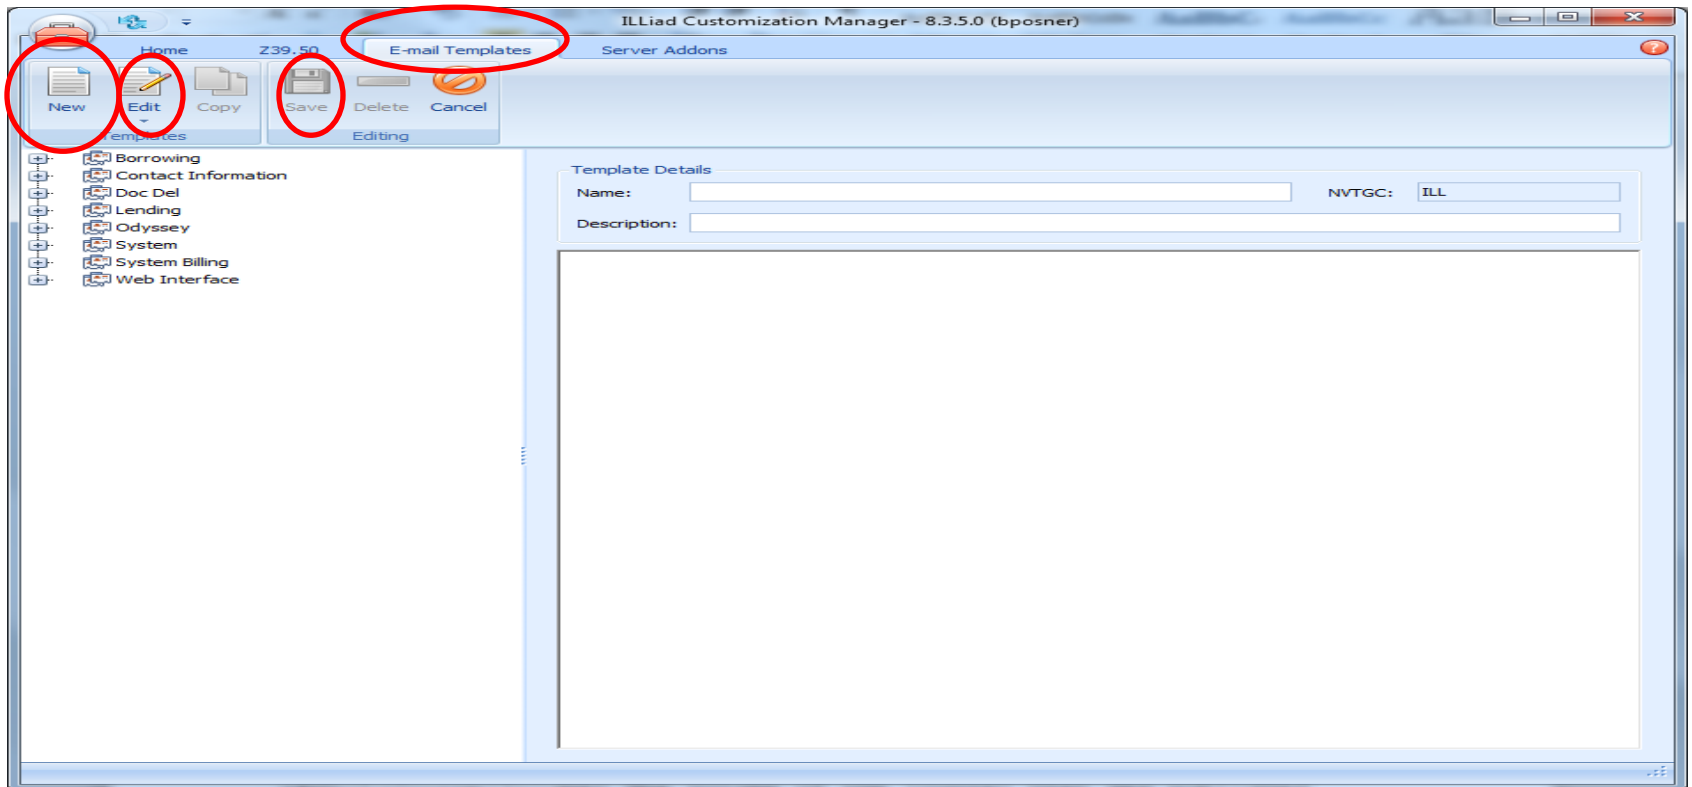 ILLiad Customization Manager - 8.3.5.0 (bposner)
Home Z39.50 E-mail Templates Server Addons
New Edit Copy Save Delete Cancel
Templates Editing
Borrowing
Contact Information
Doc Del
Lending
Odyssey
System
System Billing
Web Interface
Template Details
Name: NVTGC: ILL
Description: